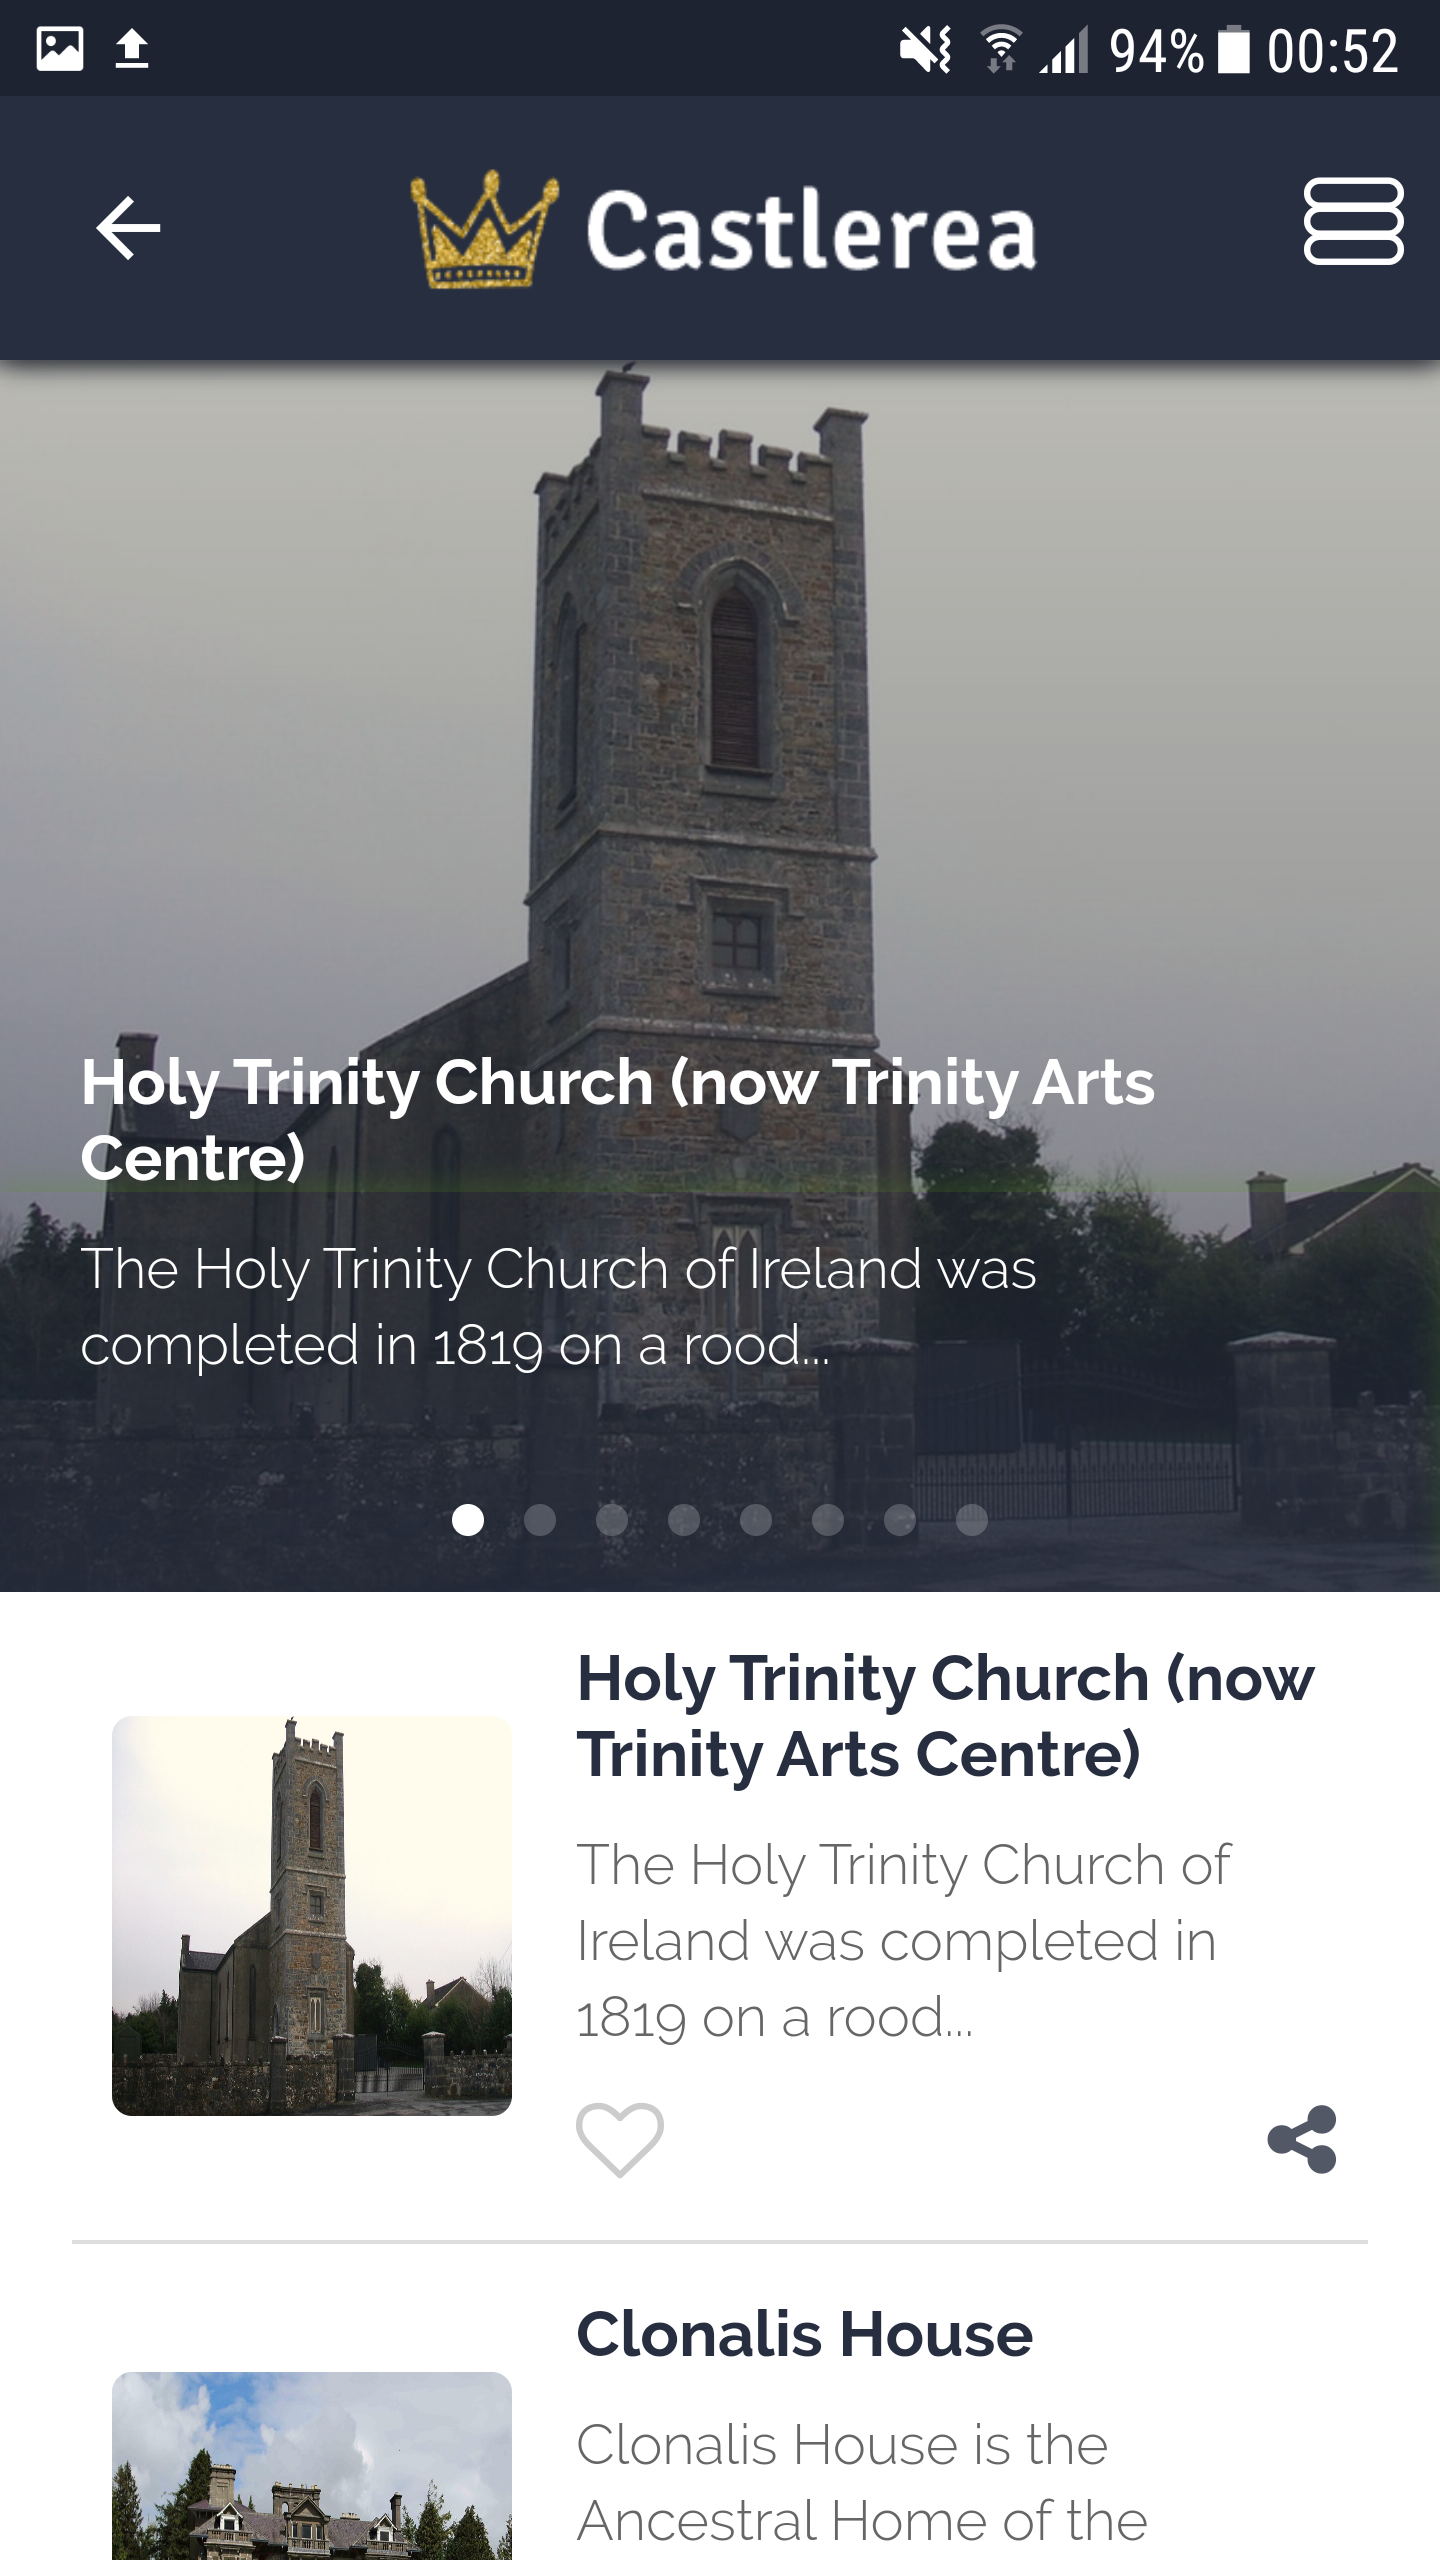 94% 00:52
Castlerea
Holy Trinity Church (now Trinity Arts
Centre)
The Holy Trinity Church of Ireland was
completed in 1819 on a rood...
Holy Trinity Church (now
Trinity Arts Centre)
The Holy Trinity Church of
Ireland was completed in
1819 on a rood...
Clonalis House
Clonalis House is the
Ancestral Home of the